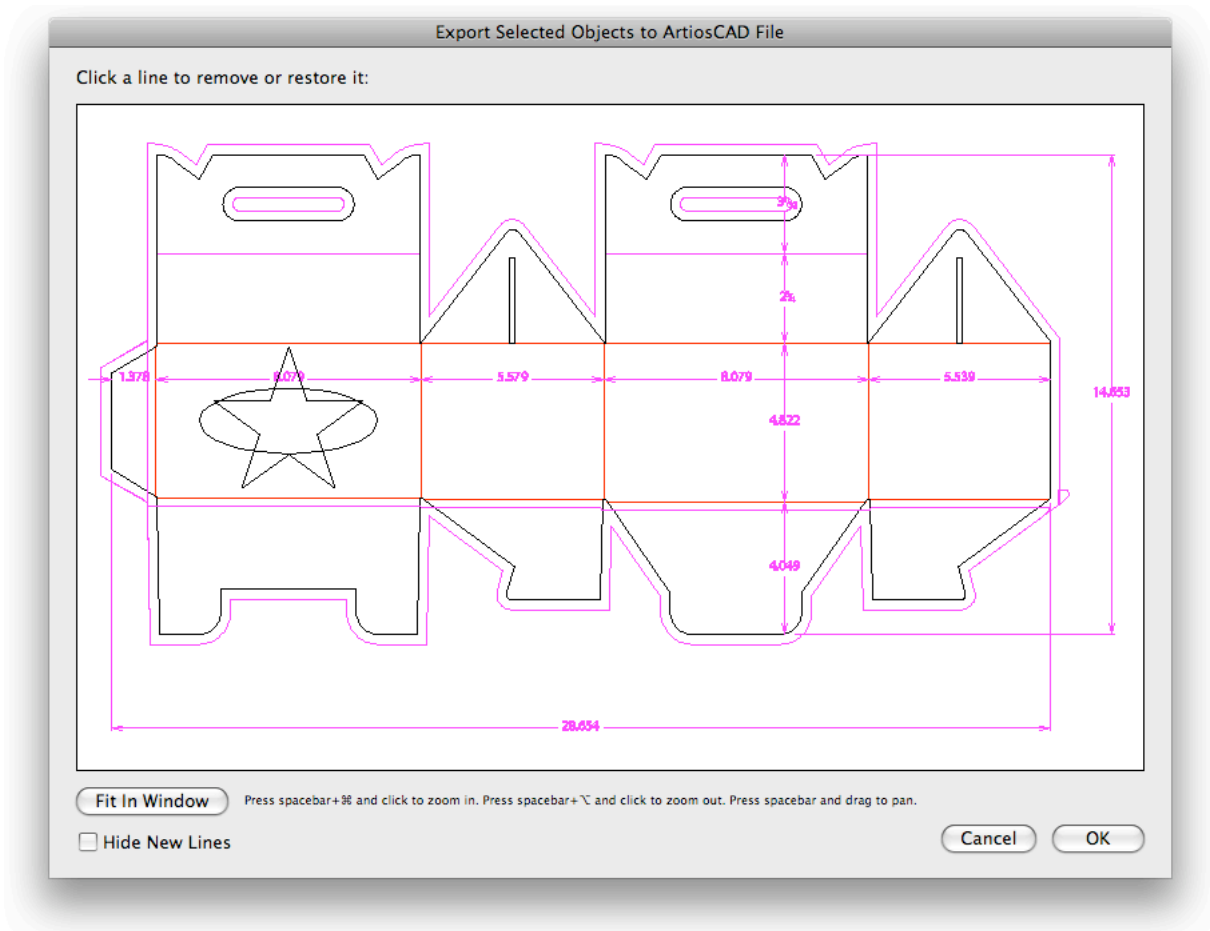 Export Selected Objects to ArtiosCAD File
Click a line to remove or restore it:
1.378
8.079
5.579
8.079
5.539
14.653
4.822
4.049
28.654
Fit In Window
Press spacebar+⌘ and click to zoom in. Press spacebar+⌥ and click to zoom out. Press spacebar and drag to pan.
Hide New Lines
Cancel
OK